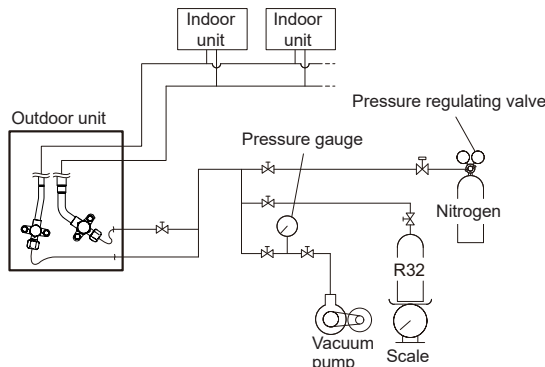 Indoor
unit
Indoor
unit
Outdoor unit
Pressure regulating valve
Pressure gauge
Nitrogen
R32
Vacuum
pump
Scale